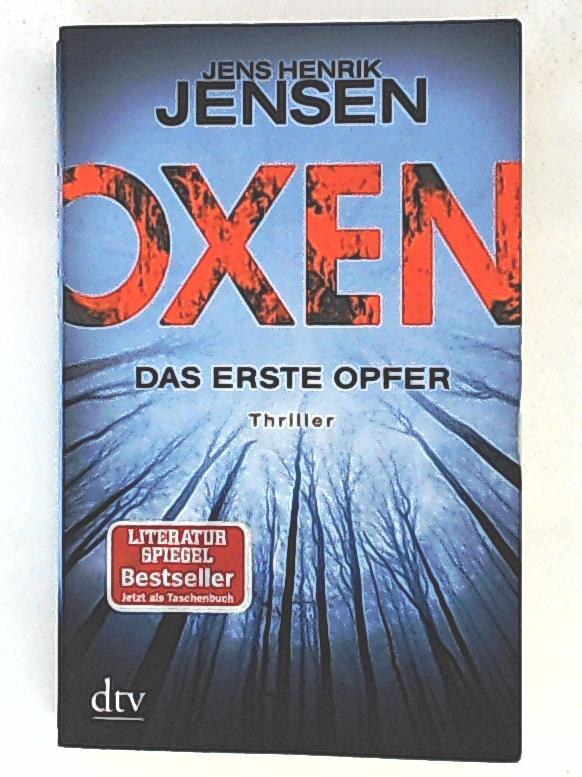 JENS HENRIK
JENSEN
OXEN
DAS ERSTE OPFER
Thriller
LITERATUR
SPIEGEL
Bestseller
Jetzt als Taschenbuch
dtv